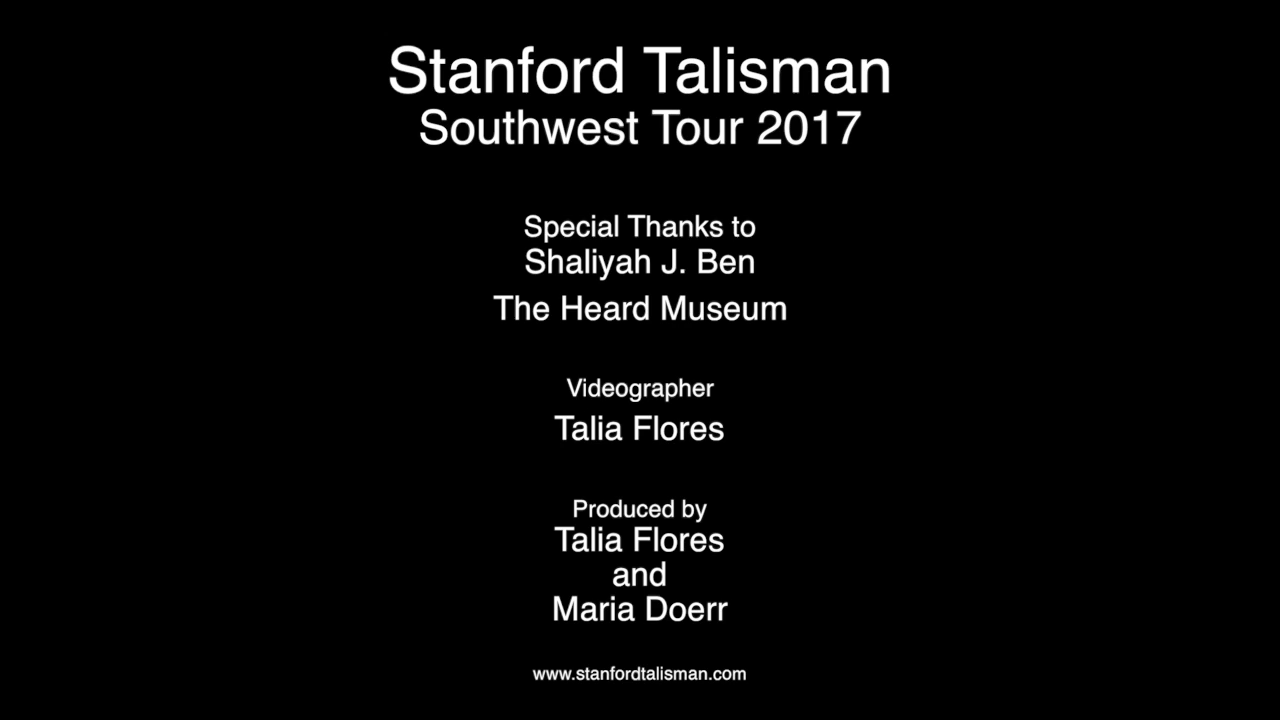 Stanford Talisman
Southwest Tour 2017
Special Thanks to
Shaliyah J. Ben
The Heard Museum
Videographer
Talia Flores
Produced by
Talia Flores
and
Maria Doerr
www.stanfordtalisman.com